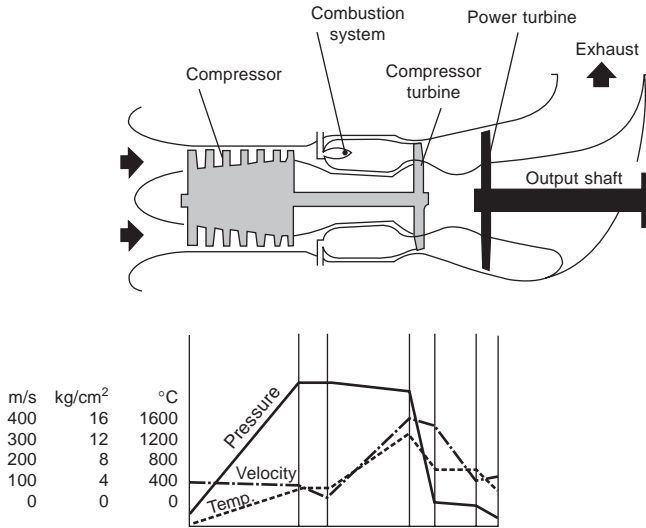 Combustion
system
Power turbine
Exhaust
Compressor
Compressor
turbine
Output shaft
m/s kg/cm² °C
400 16 1600
300 12 1200
200 8 800
100 4 400
0 0 0
Pressure
Velocity
Temp.